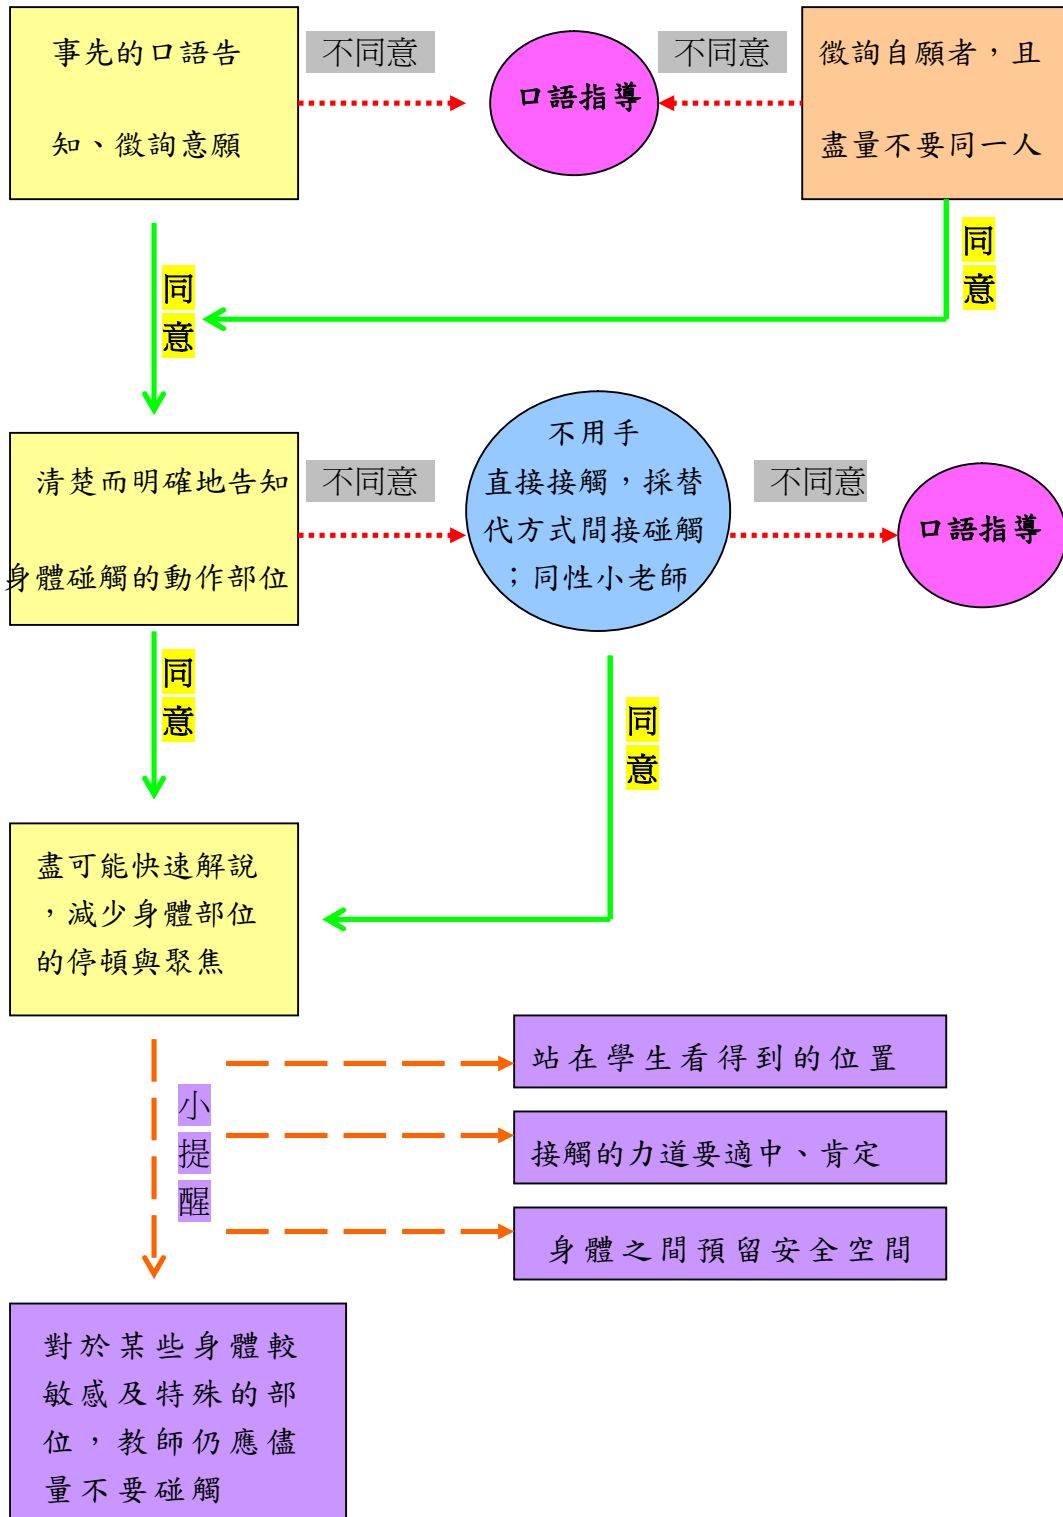 事先的口語告
知、徵詢意願
不同意
口語指導
不同意
徵詢自願者，且
盡量不要同一人
同
意
同
意
清楚而明確地告知
身體碰觸的動作部位
不同意
不用手
直接接觸，採替
代方式間接碰觸
；同性小老師
不同意
口語指導
同
意
同
意
盡可能快速解說
，減少身體部位
的停頓與聚焦
小
提
醒
站在學生看得到的位置
接觸的力道要適中、肯定
身體之間預留安全空間
對於某些身體較
敏感及特殊的部
位，教師仍應儘
量不要碰觸